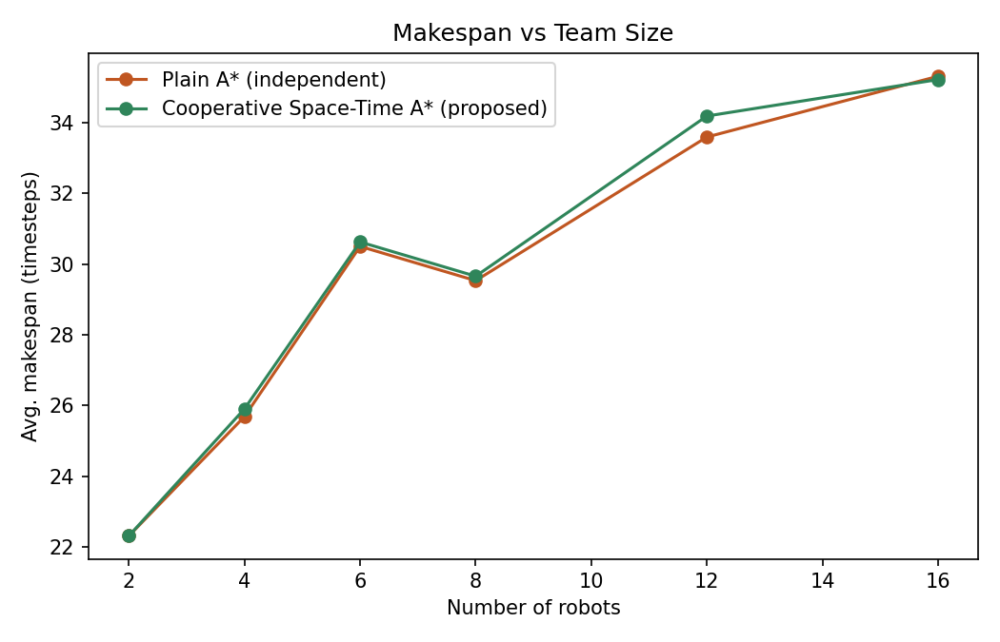 Makespan vs Team Size
Plain A* (independent)
Cooperative Space-Time A* (proposed)
Avg. makespan (timesteps)
34
32
30
28
26
24
22
2 4 6 8 10 12 14 16
Number of robots